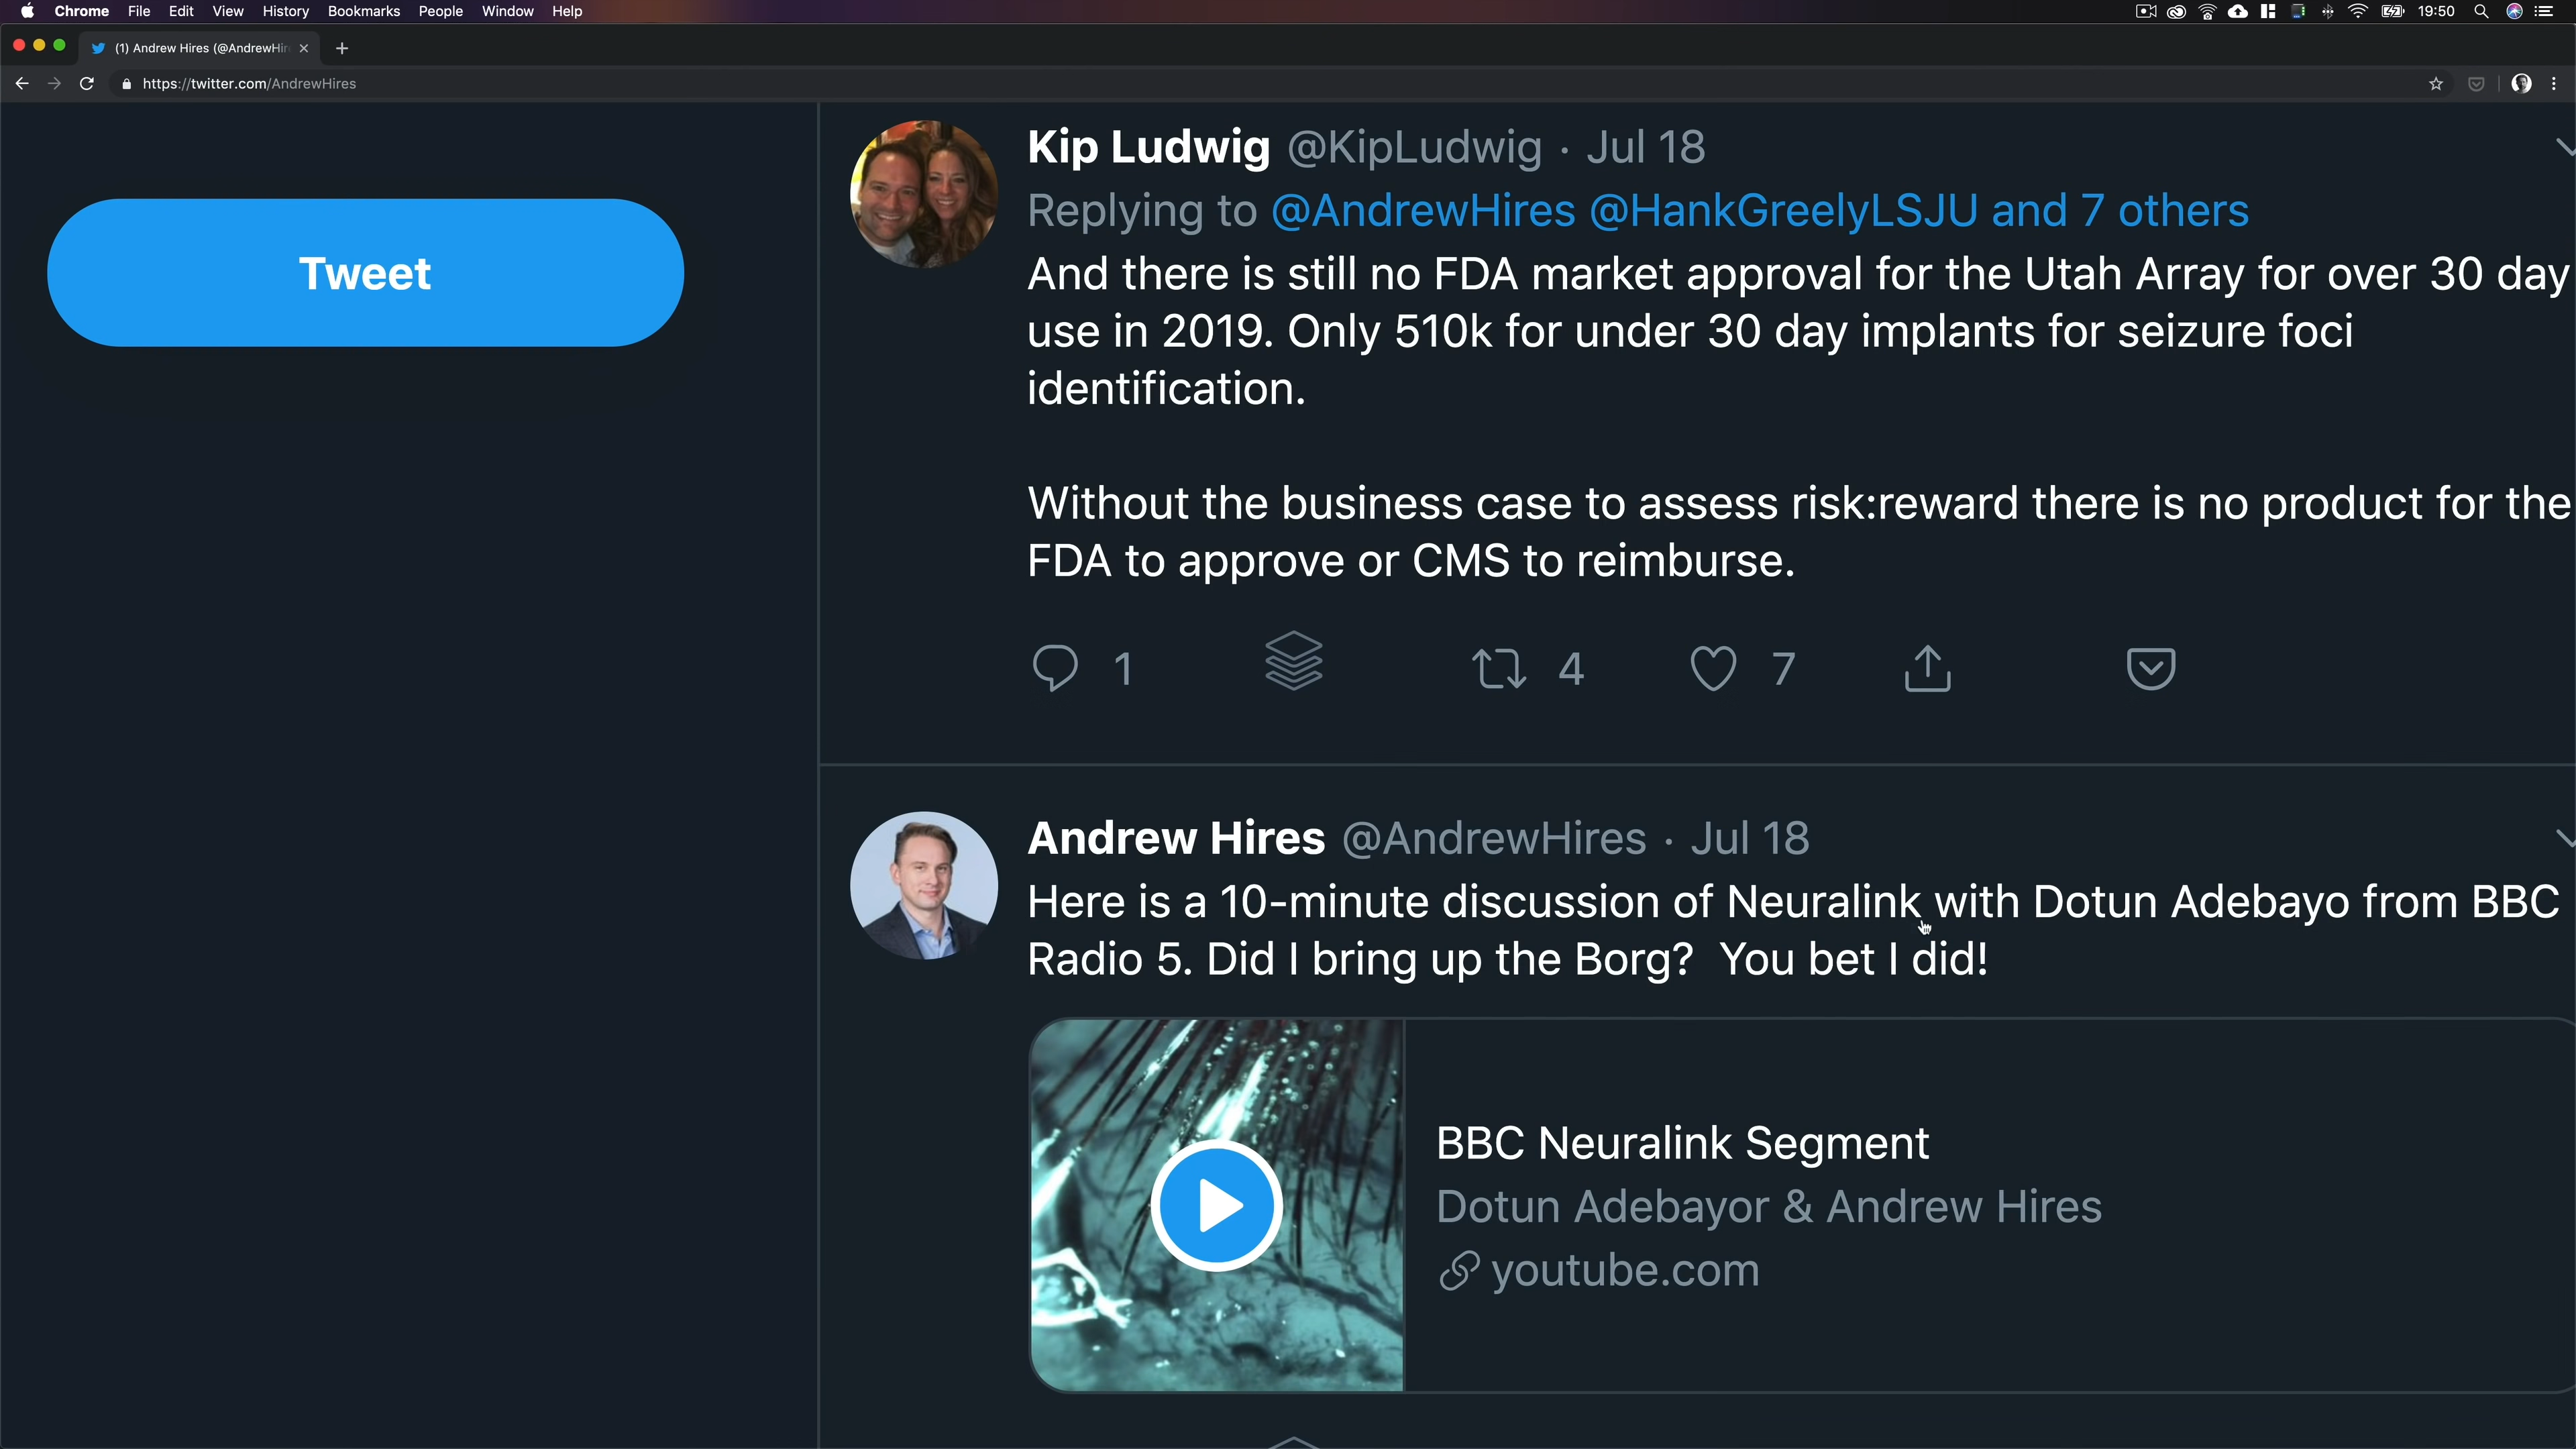 Chrome File Edit View History Bookmarks People Window Help 19:50
(1) Andrew Hires (@AndrewHir
https://twitter.com/AndrewHires
Tweet
Kip Ludwig @KipLudwig · Jul 18
Replying to @AndrewHires @HankGreelyLSJU and 7 others
And there is still no FDA market approval for the Utah Array for over 30 day
use in 2019. Only 510k for under 30 day implants for seizure foci
identification.
Without the business case to assess risk:reward there is no product for the
FDA to approve or CMS to reimburse.
1 4 7
Andrew Hires @AndrewHires · Jul 18
Here is a 10-minute discussion of Neuralink with Dotun Adebayo from BBC
Radio 5. Did I bring up the Borg?  You bet I did!
BBC Neuralink Segment
Dotun Adebayor & Andrew Hires
youtube.com